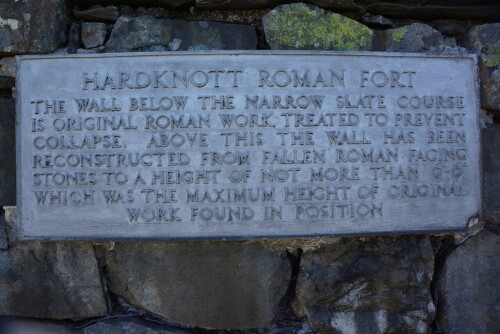 HARDKNOTT ROMAN FORT
THE WALL BELOW THE NARROW SLATE COURSE
IS ORIGINAL ROMAN WORK, TREATED TO PREVENT
COLLAPSE. ABOVE THIS THE WALL HAS BEEN
RECONSTRUCTED FROM FALLEN ROMAN FACING
STONES TO A HEIGHT OF NOT MORE THAN
WHICH WAS THE MAXIMUM HEIGHT OF ORIGINAL
WORK FOUND IN POSITION